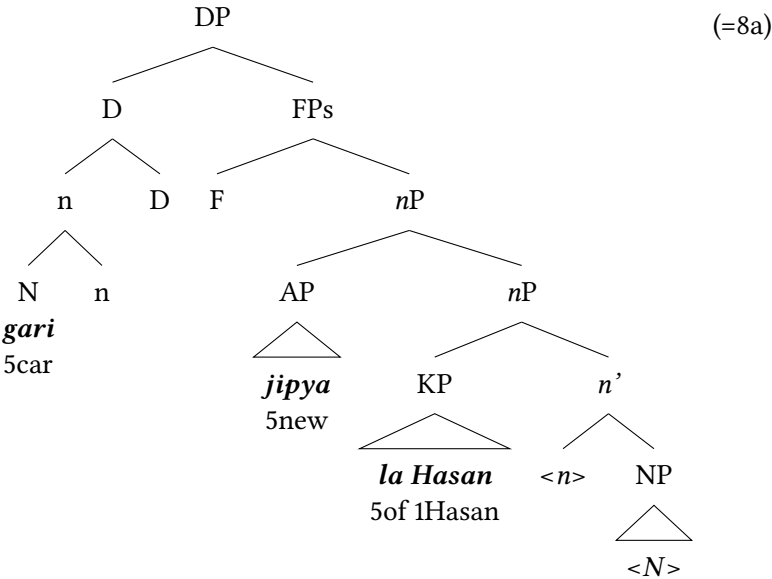 DP (=8a)
D FPs
n D F nP
N n AP nP
gari
5car
jipya KP n’
5new
la Hasan <n> NP
5of 1Hasan
<N>